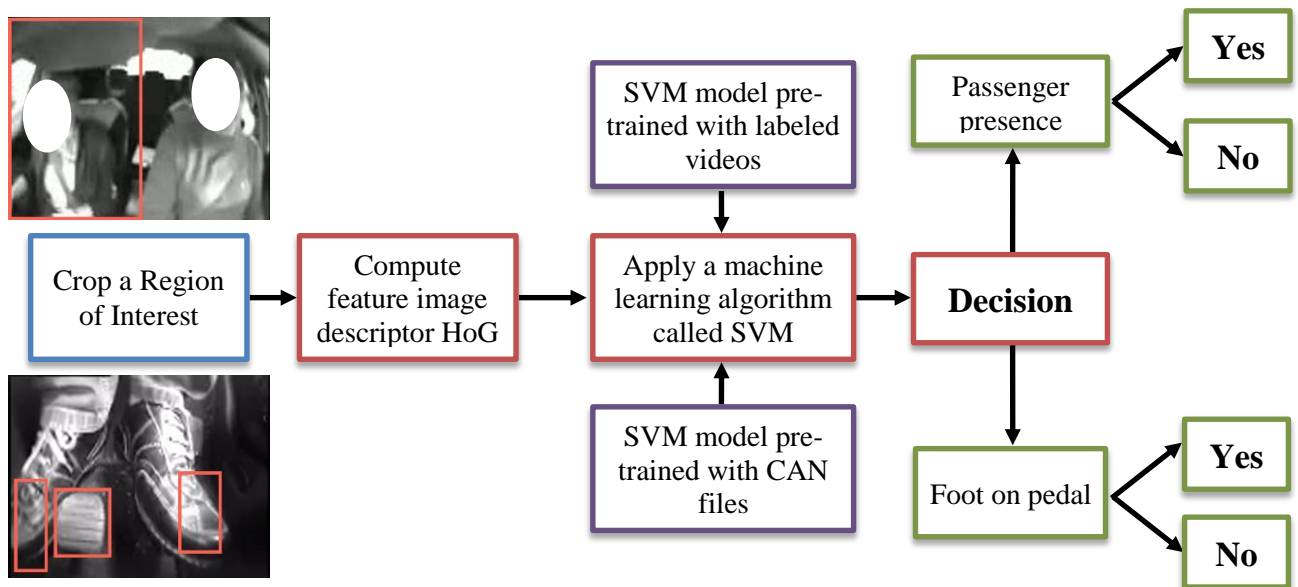 SVM model pre-
trained with labeled
videos
Passenger
presence
Yes
No
Crop a Region
of Interest
Compute
feature image
descriptor HoG
Apply a machine
learning algorithm
called SVM
Decision
SVM model pre-
trained with CAN
files
Foot on pedal
Yes
No